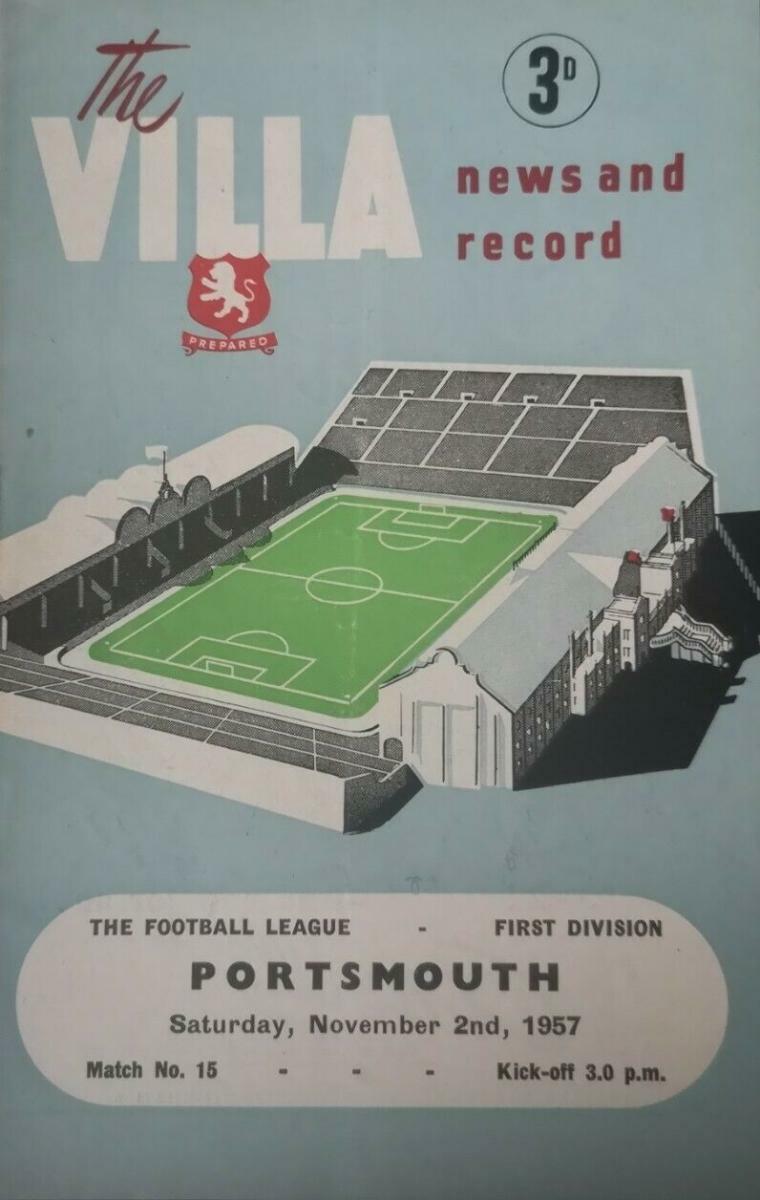 The
VILLA
3D
news and
record
PREPARED
THE FOOTBALL LEAGUE - FIRST DIVISION
PORTSMOUTH
Saturday, November 2nd, 1957
Match No. 15 - - - Kick-off 3.0 p.m.